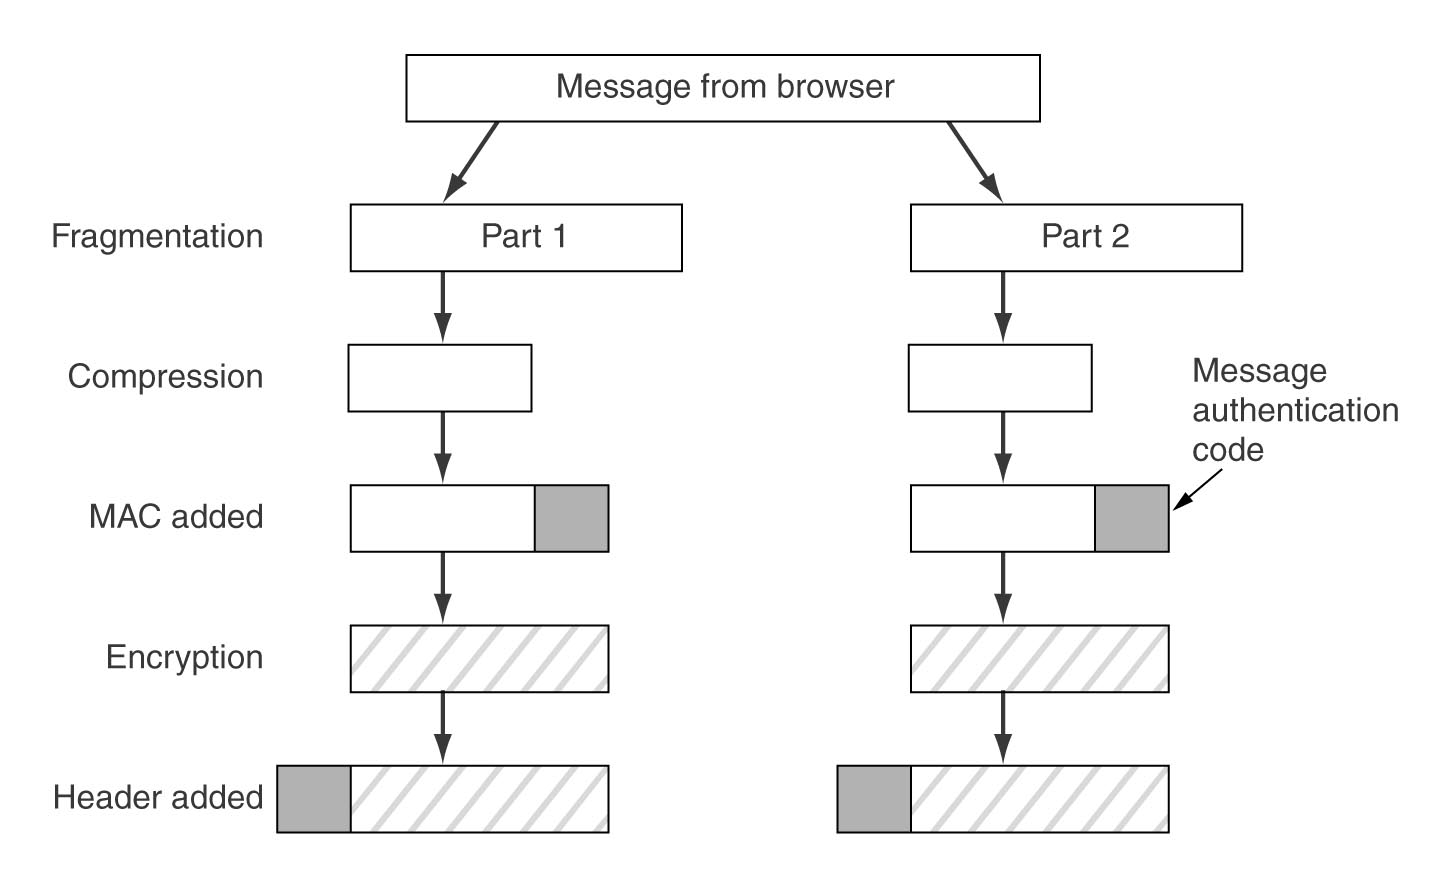 Message from browser
Fragmentation
Part 1
Part 2
Compression
Message
authentication
code
MAC added
Encryption
Header added